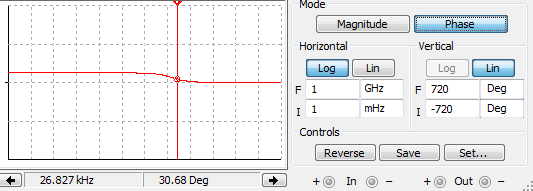 Mode
Magnitude Phase
Horizontal Vertical
Log Lin Log Lin
F 1 GHz F 720 Deg
I 1 mHz I -720 Deg
Controls
Reverse Save Set...
26.827 kHz 30.68 Deg
+ In - + Out -